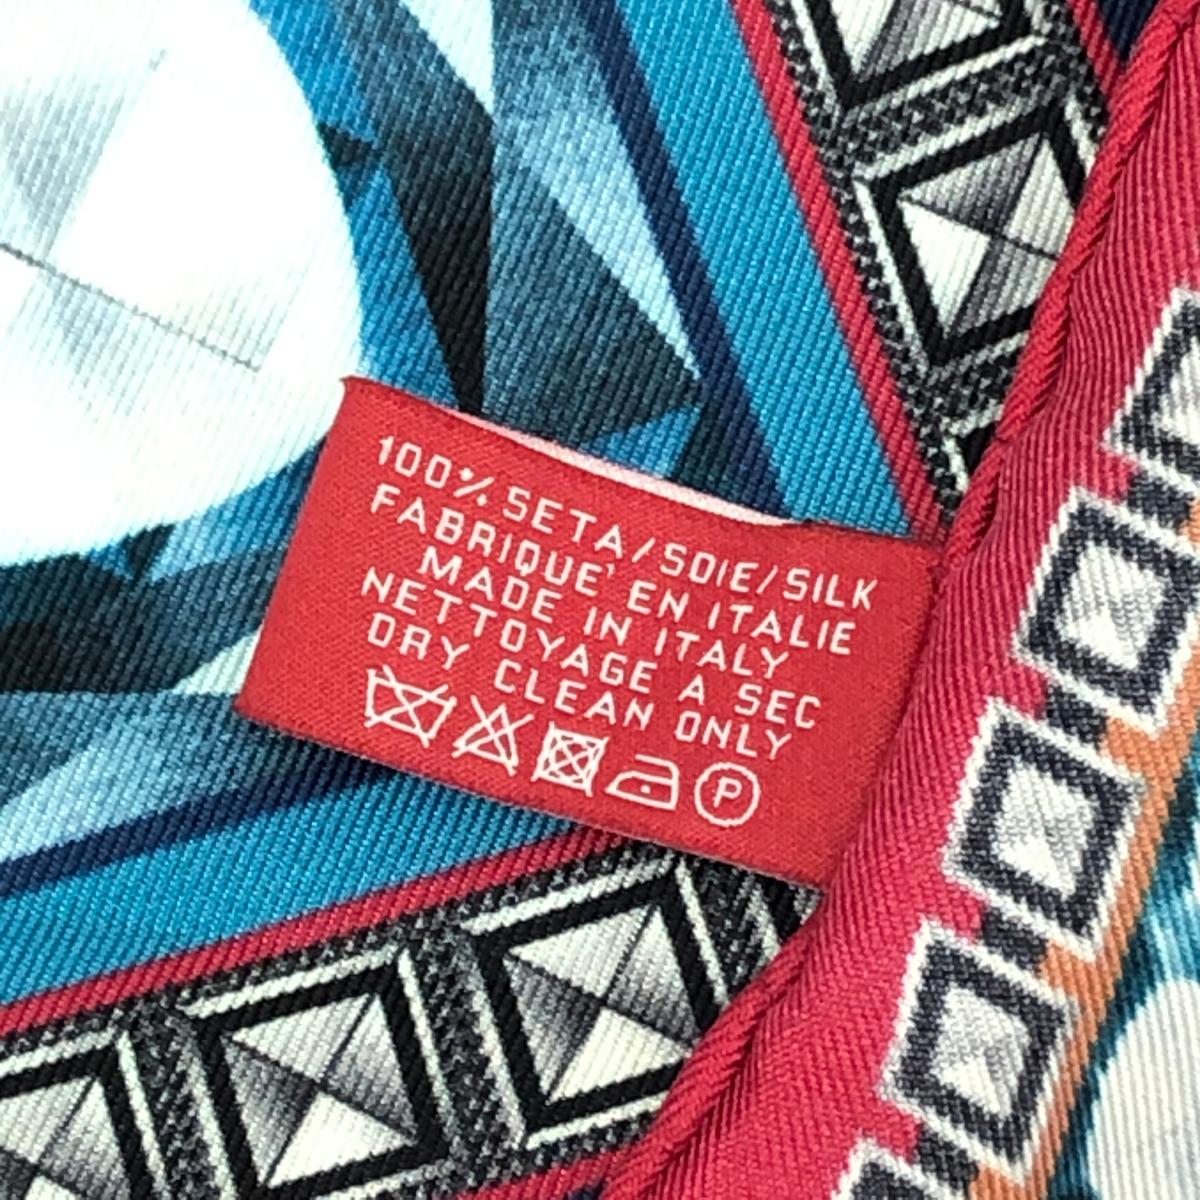 100% SETA/SOIE/SILK
FABRIQUE' EN ITALIE
MADE IN ITALY
NETTOYAGE A SEC
DRY CLEAN ONLY
P